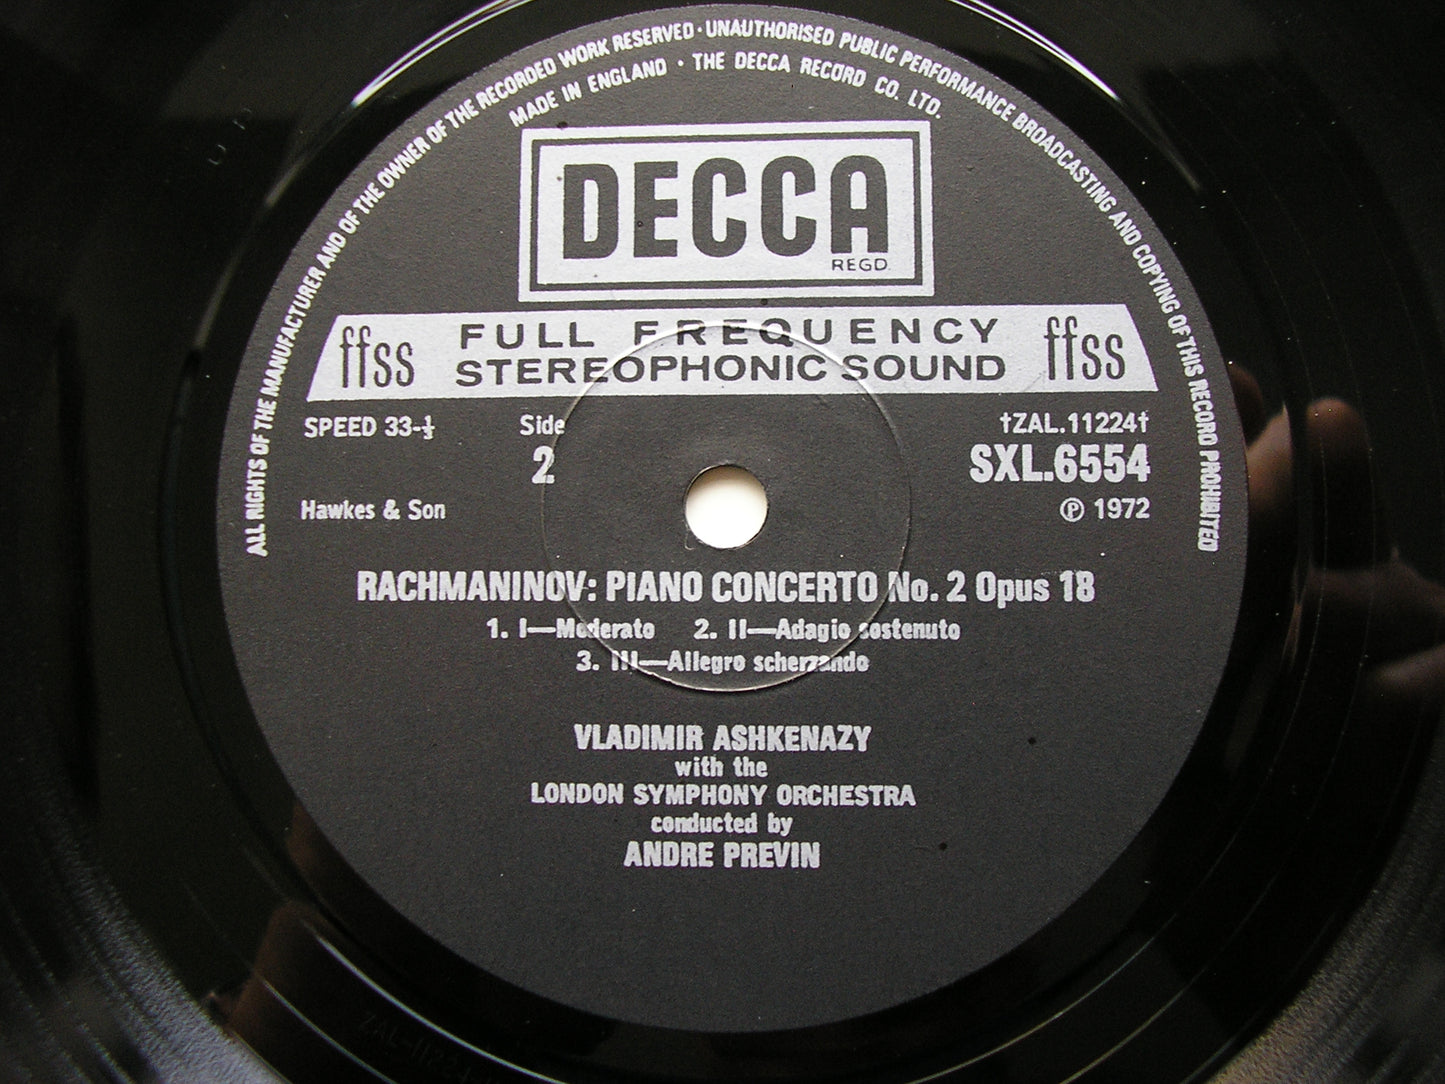 ALL RIGHTS OF THE MANUFACTURER AND OF THE OWNER OF THE RECORDED WORK RESERVED · UNAUTHORISED PUBLIC PERFORMANCE BROADCASTING AND COPYING OF THIS RECORD PROHIBITED
MADE IN ENGLAND · THE DECCA RECORD CO. LTD.
DECCA
REGD.
ffss FULL FREQUENCY ffss
STEREOPHONIC SOUND
SPEED 33-⅓ Side †ZAL.11224†
2 SXL.6554
Hawkes & Son ℗ 1972
RACHMANINOV: PIANO CONCERTO No. 2 Opus 18
1. I—Moderato 2. II—Adagio sostenuto
3. III—Allegro scherzando
VLADIMIR ASHKENAZY
with the
LONDON SYMPHONY ORCHESTRA
conducted by
ANDRE PREVIN